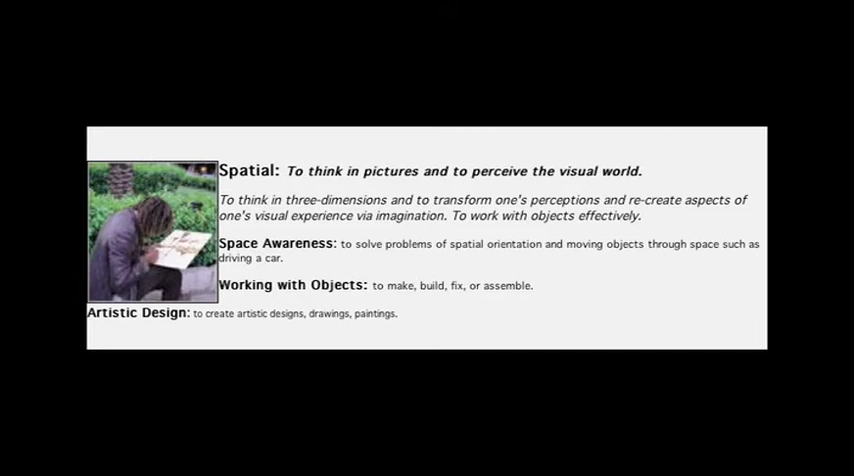 Spatial: To think in pictures and to perceive the visual world.
To think in three-dimensions and to transform one's perceptions and re-create aspects of
one's visual experience via imagination. To work with objects effectively.
Space Awareness: to solve problems of spatial orientation and moving objects through space such as
driving a car.
Working with Objects: to make, build, fix, or assemble.
Artistic Design: to create artistic designs, drawings, paintings.